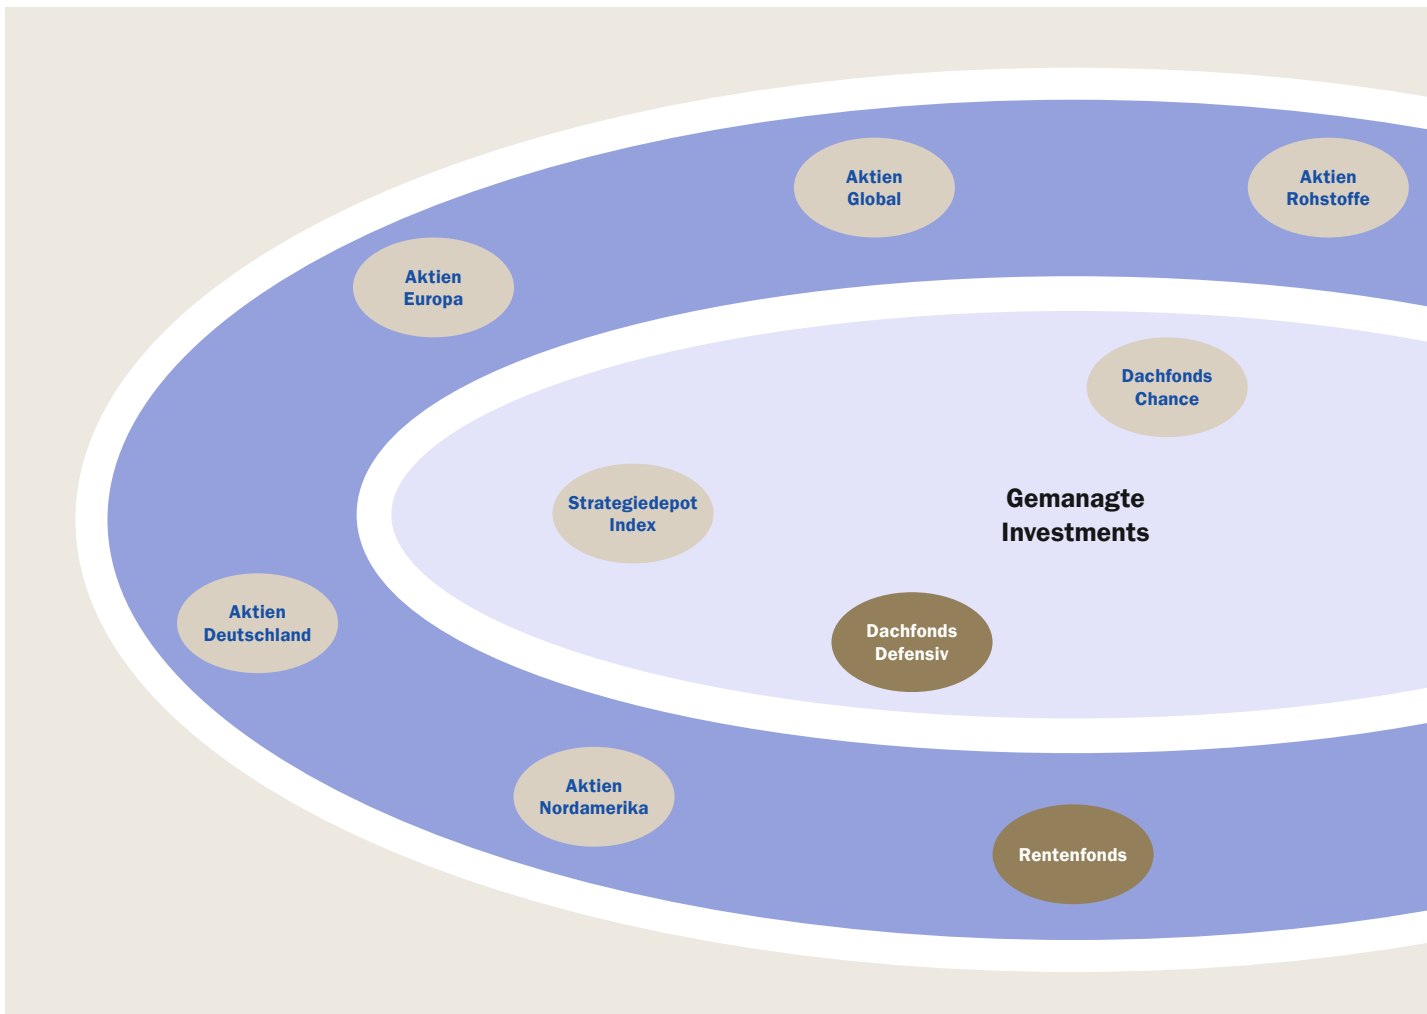 Aktien
Global
Aktien
Rohstoffe
Aktien
Europa
Dachfonds
Chance
Strategiedepot
Index
Gemanagte
Investments
Aktien
Deutschland
Dachfonds
Defensiv
Aktien
Nordamerika
Rentenfonds